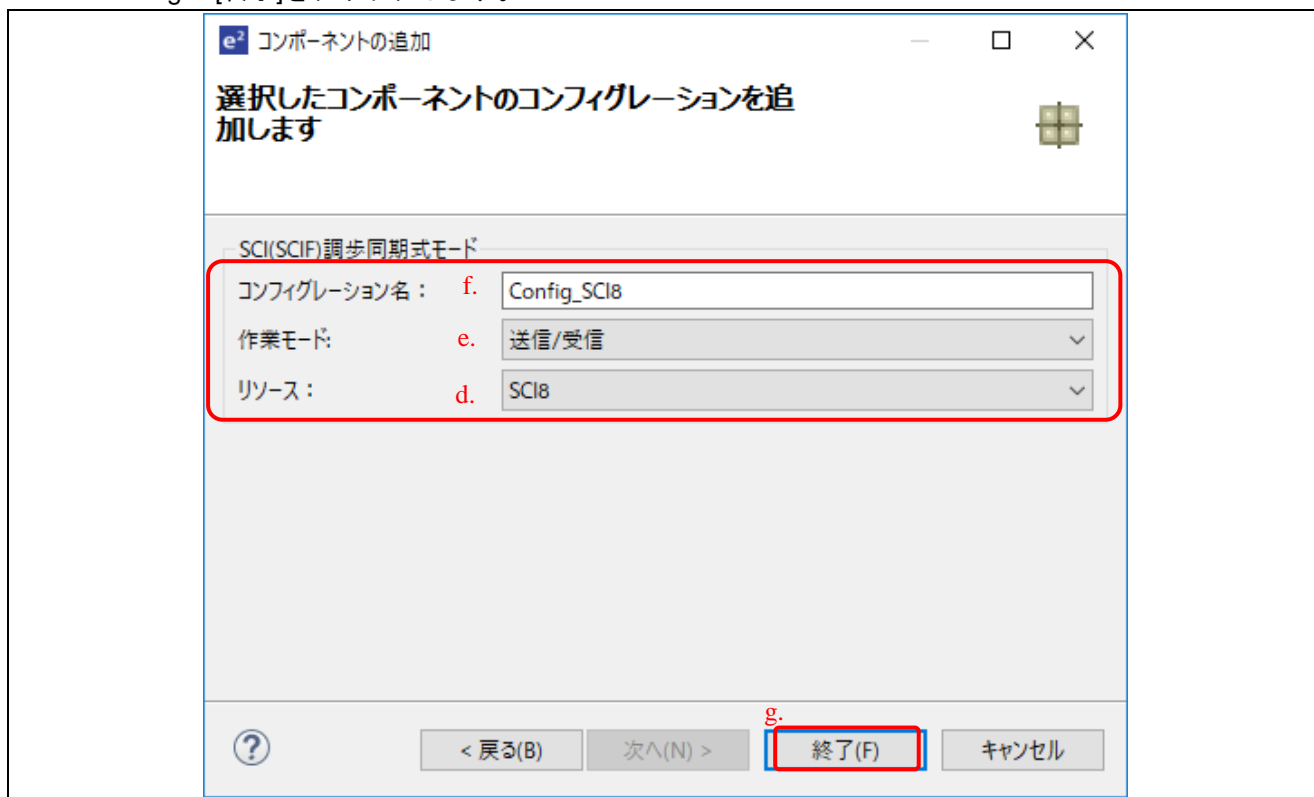 e² コンポーネントの追加
選択したコンポーネントのコンフィグレーションを追
加します
SCI(SCIF)調歩同期式モード
コンフィグレーション名： f. Config_SCI8
作業モード: e. 送信/受信
リソース： d. SCI8
g.
< 戻る(B) 次へ(N) > 終了(F) キャンセル